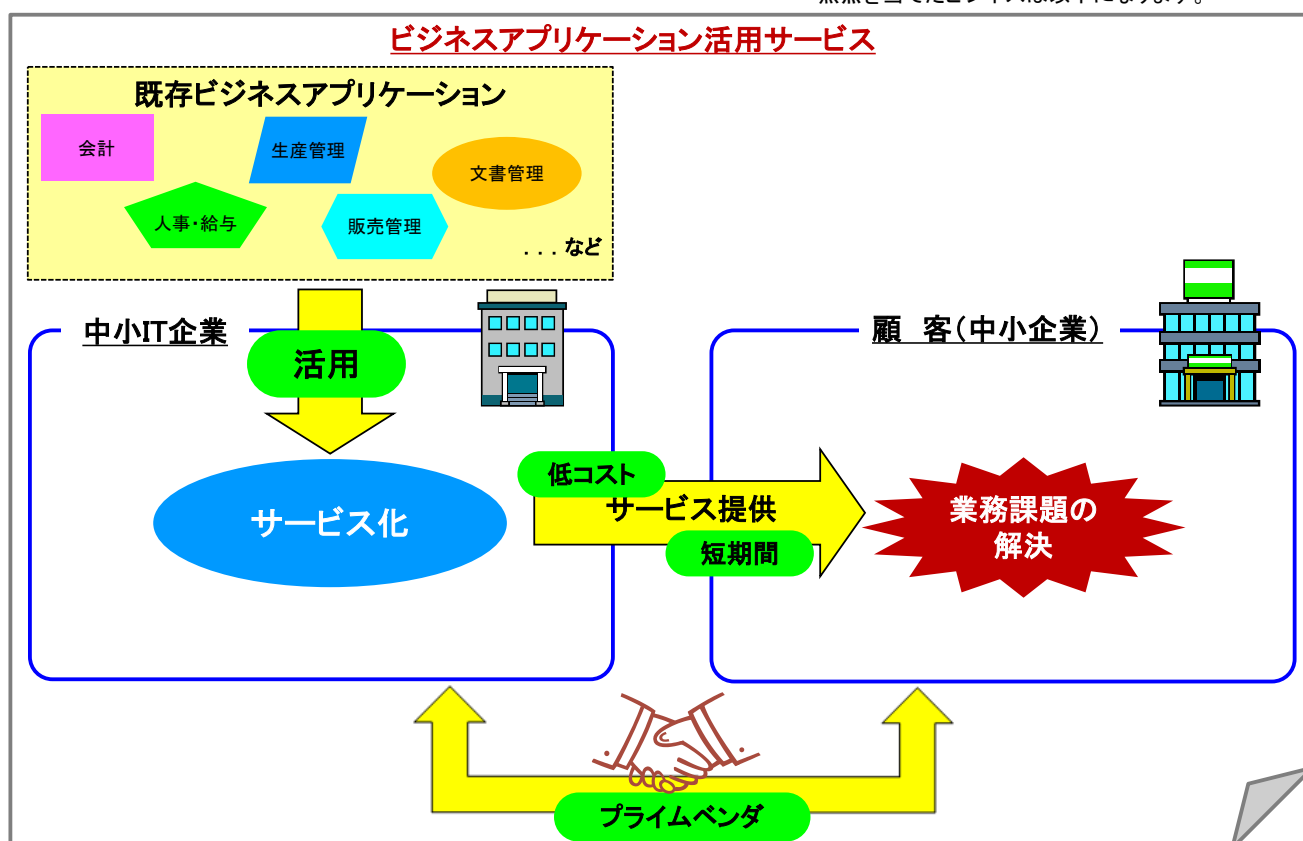 ビジネスアプリケーション活用サービス
既存ビジネスアプリケーション
会計
生産管理
文書管理
人事・給与
販売管理
...など
中小IT企業
顧　客(中小企業)
活用
低コスト
サービス化
サービス提供
短期間
業務課題の
解決
プライムベンダ